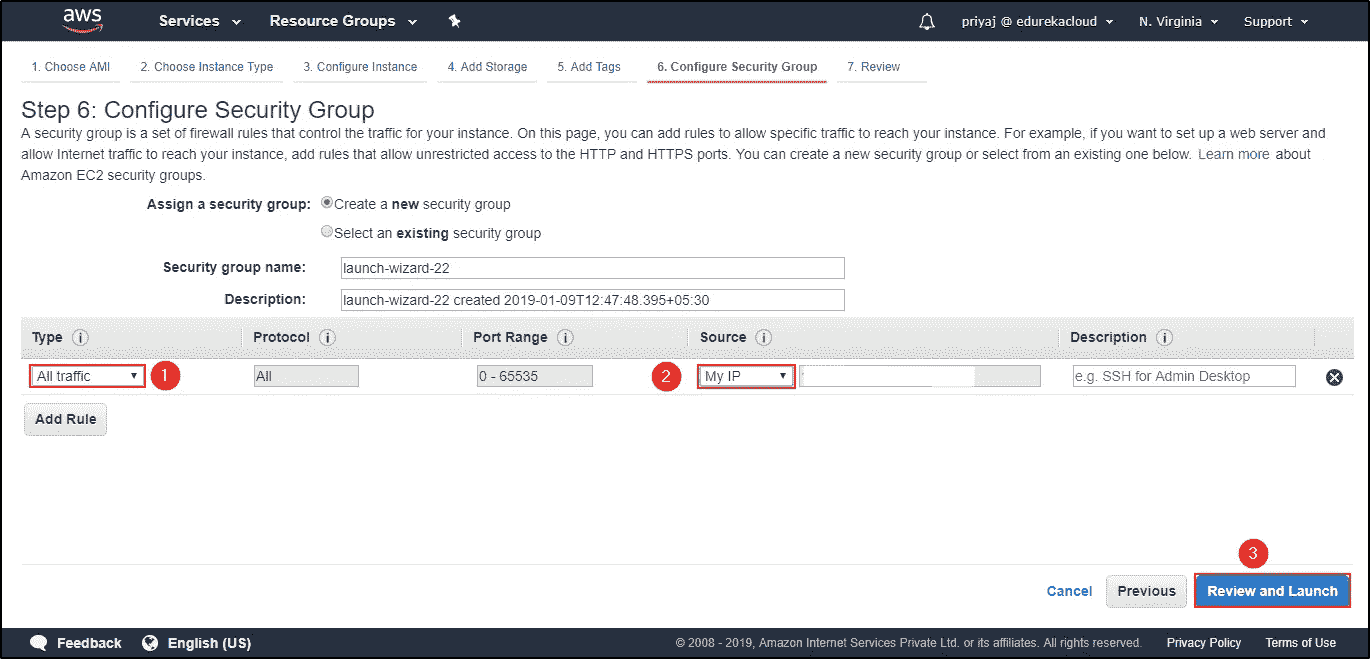 aws Services Resource Groups priyaj @ edurekacloud N. Virginia Support
1. Choose AMI 2. Choose Instance Type 3. Configure Instance 4. Add Storage 5. Add Tags 6. Configure Security Group 7. Review
Step 6: Configure Security Group
A security group is a set of firewall rules that control the traffic for your instance. On this page, you can add rules to allow specific traffic to reach your instance. For example, if you want to set up a web server and
allow Internet traffic to reach your instance, add rules that allow unrestricted access to the HTTP and HTTPS ports. You can create a new security group or select from an existing one below. Learn more about
Amazon EC2 security groups.
Assign a security group: Create a new security group
Select an existing security group
Security group name: launch-wizard-22
Description: launch-wizard-22 created 2019-01-09T12:47:48.395+05:30
Type i Protocol i Port Range i Source i Description i
All traffic 1 All 0 - 65535 2 My IP e.g. SSH for Admin Desktop
Add Rule
3
Cancel Previous Review and Launch
Feedback English (US) © 2008 - 2019, Amazon Internet Services Private Ltd. or its affiliates. All rights reserved. Privacy Policy Terms of Use